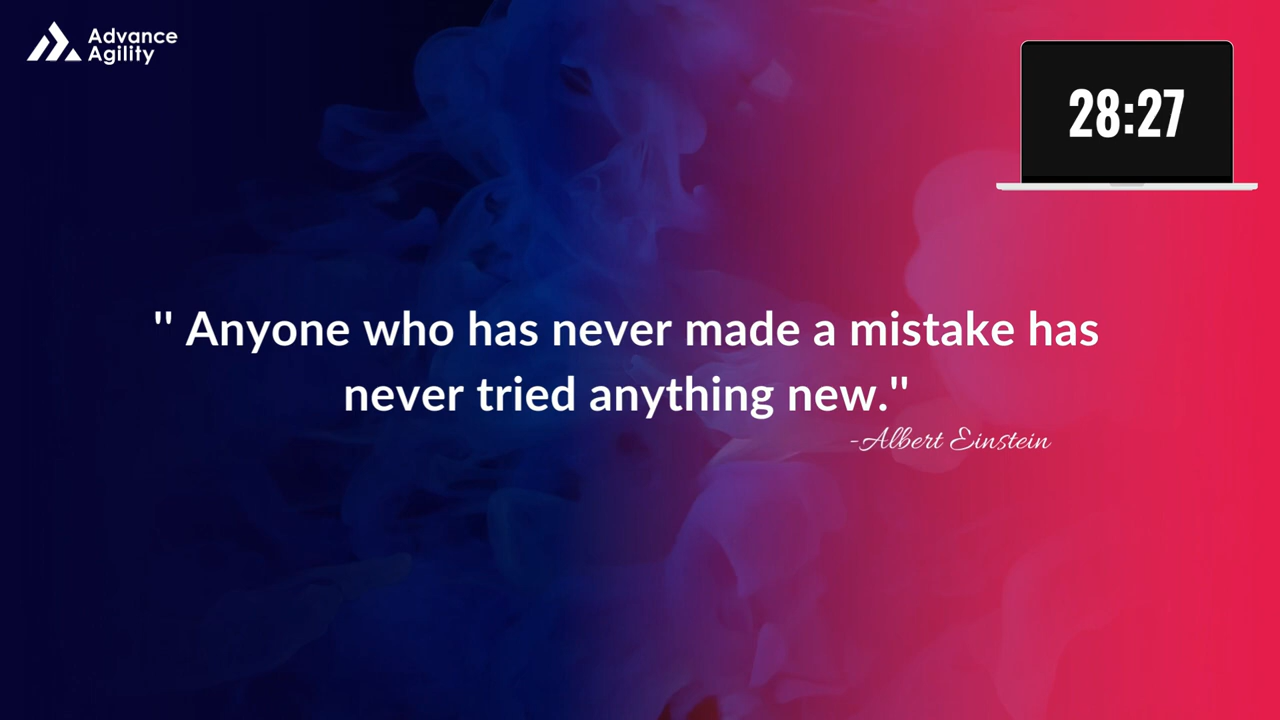 Advance
Agility
28:27
" Anyone who has never made a mistake has
never tried anything new."
-Albert Einstein